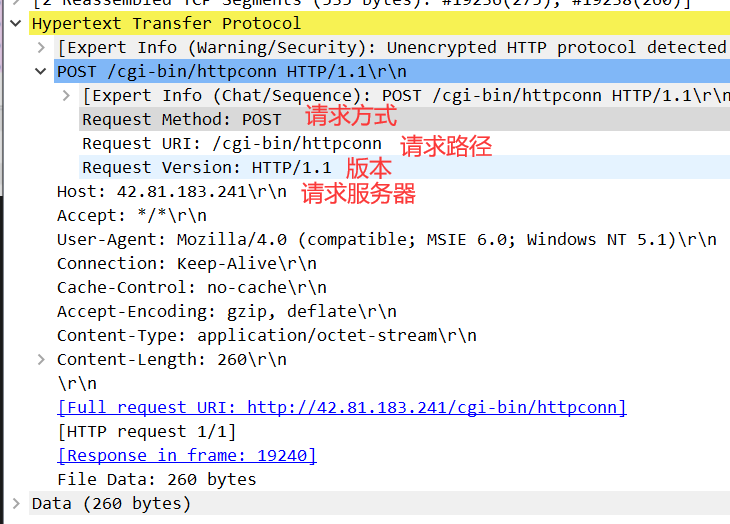 [2 Reassembled TCP Segments (535 bytes): #19236(275), #19238(260)]
Hypertext Transfer Protocol
[Expert Info (Warning/Security): Unencrypted HTTP protocol detected
POST /cgi-bin/httpconn HTTP/1.1\r\n
[Expert Info (Chat/Sequence): POST /cgi-bin/httpconn HTTP/1.1\r\n
Request Method: POST 请求方式
Request URI: /cgi-bin/httpconn 请求路径
Request Version: HTTP/1.1 版本
Host: 42.81.183.241\r\n 请求服务器
Accept: */*\r\n
User-Agent: Mozilla/4.0 (compatible; MSIE 6.0; Windows NT 5.1)\r\n
Connection: Keep-Alive\r\n
Cache-Control: no-cache\r\n
Accept-Encoding: gzip, deflate\r\n
Content-Type: application/octet-stream\r\n
Content-Length: 260\r\n
\r\n
[Full request URI: http://42.81.183.241/cgi-bin/httpconn]
[HTTP request 1/1]
[Response in frame: 19240]
File Data: 260 bytes
Data (260 bytes)